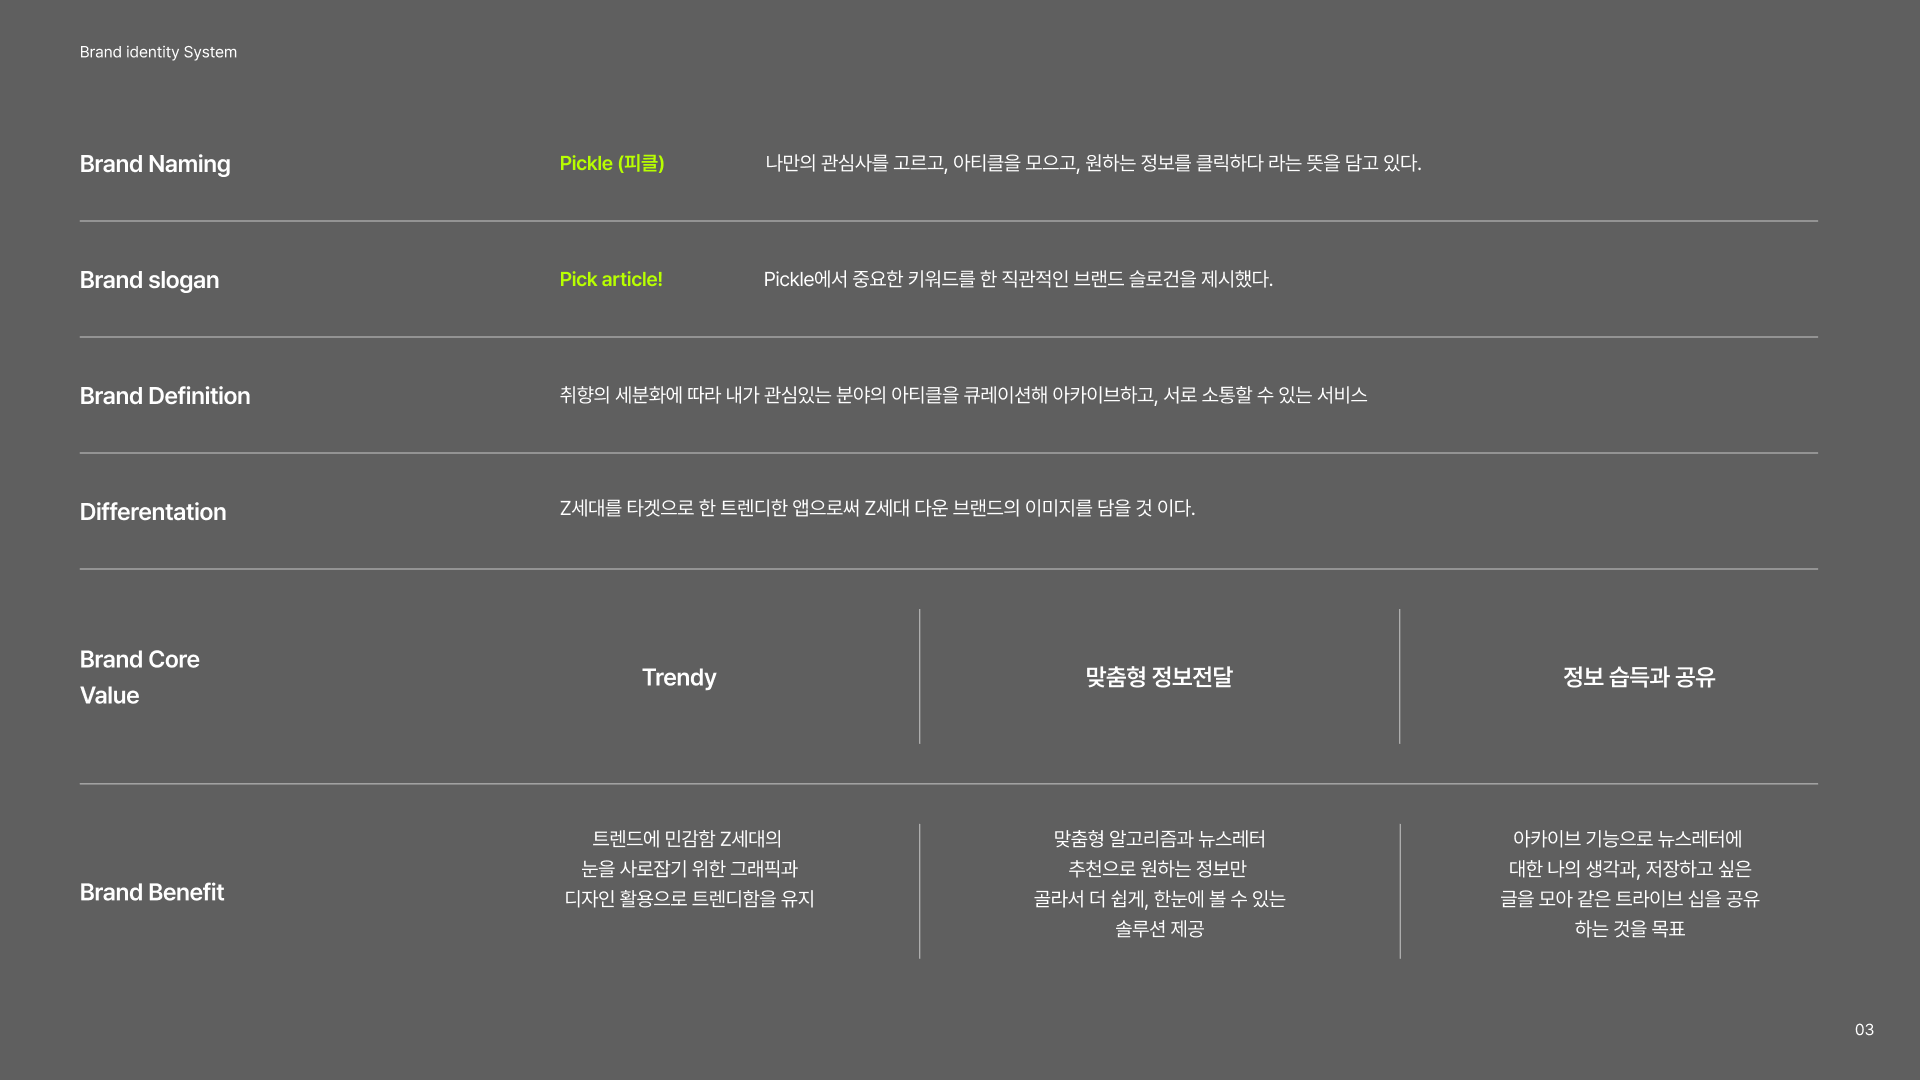 Brand identity System
Brand Naming
Pickle (피클)
나만의 관심사를 고르고, 아티클을 모으고, 원하는 정보를 클릭하다 라는 뜻을 담고 있다.
Brand slogan
Pick article!
Pickle에서 중요한 키워드를 한 직관적인 브랜드 슬로건을 제시했다.
Brand Definition
취향의 세분화에 따라 내가 관심있는 분야의 아티클을 큐레이션해 아카이브하고, 서로 소통할 수 있는 서비스
Differentation
Z세대를 타겟으로 한 트렌디한 앱으로써 Z세대 다운 브랜드의 이미지를 담을 것 이다.
Brand Core
Value
Trendy
맞춤형 정보전달
정보 습득과 공유
Brand Benefit
트렌드에 민감함 Z세대의
눈을 사로잡기 위한 그래픽과
디자인 활용으로 트렌디함을 유지
맞춤형 알고리즘과 뉴스레터
추천으로 원하는 정보만
골라서 더 쉽게, 한눈에 볼 수 있는
솔루션 제공
아카이브 기능으로 뉴스레터에
대한 나의 생각과, 저장하고 싶은
글을 모아 같은 트라이브 십을 공유
하는 것을 목표
03